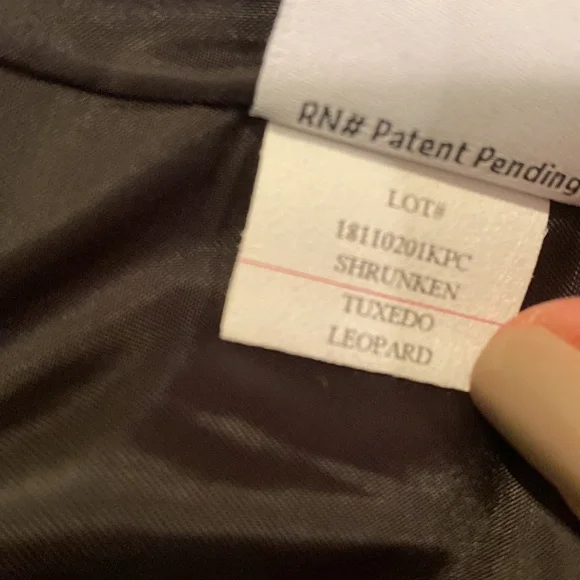 RN# Patent Pending
LOT#
18110201KPC
SHRUNKEN
TUXEDO
LEOPARD